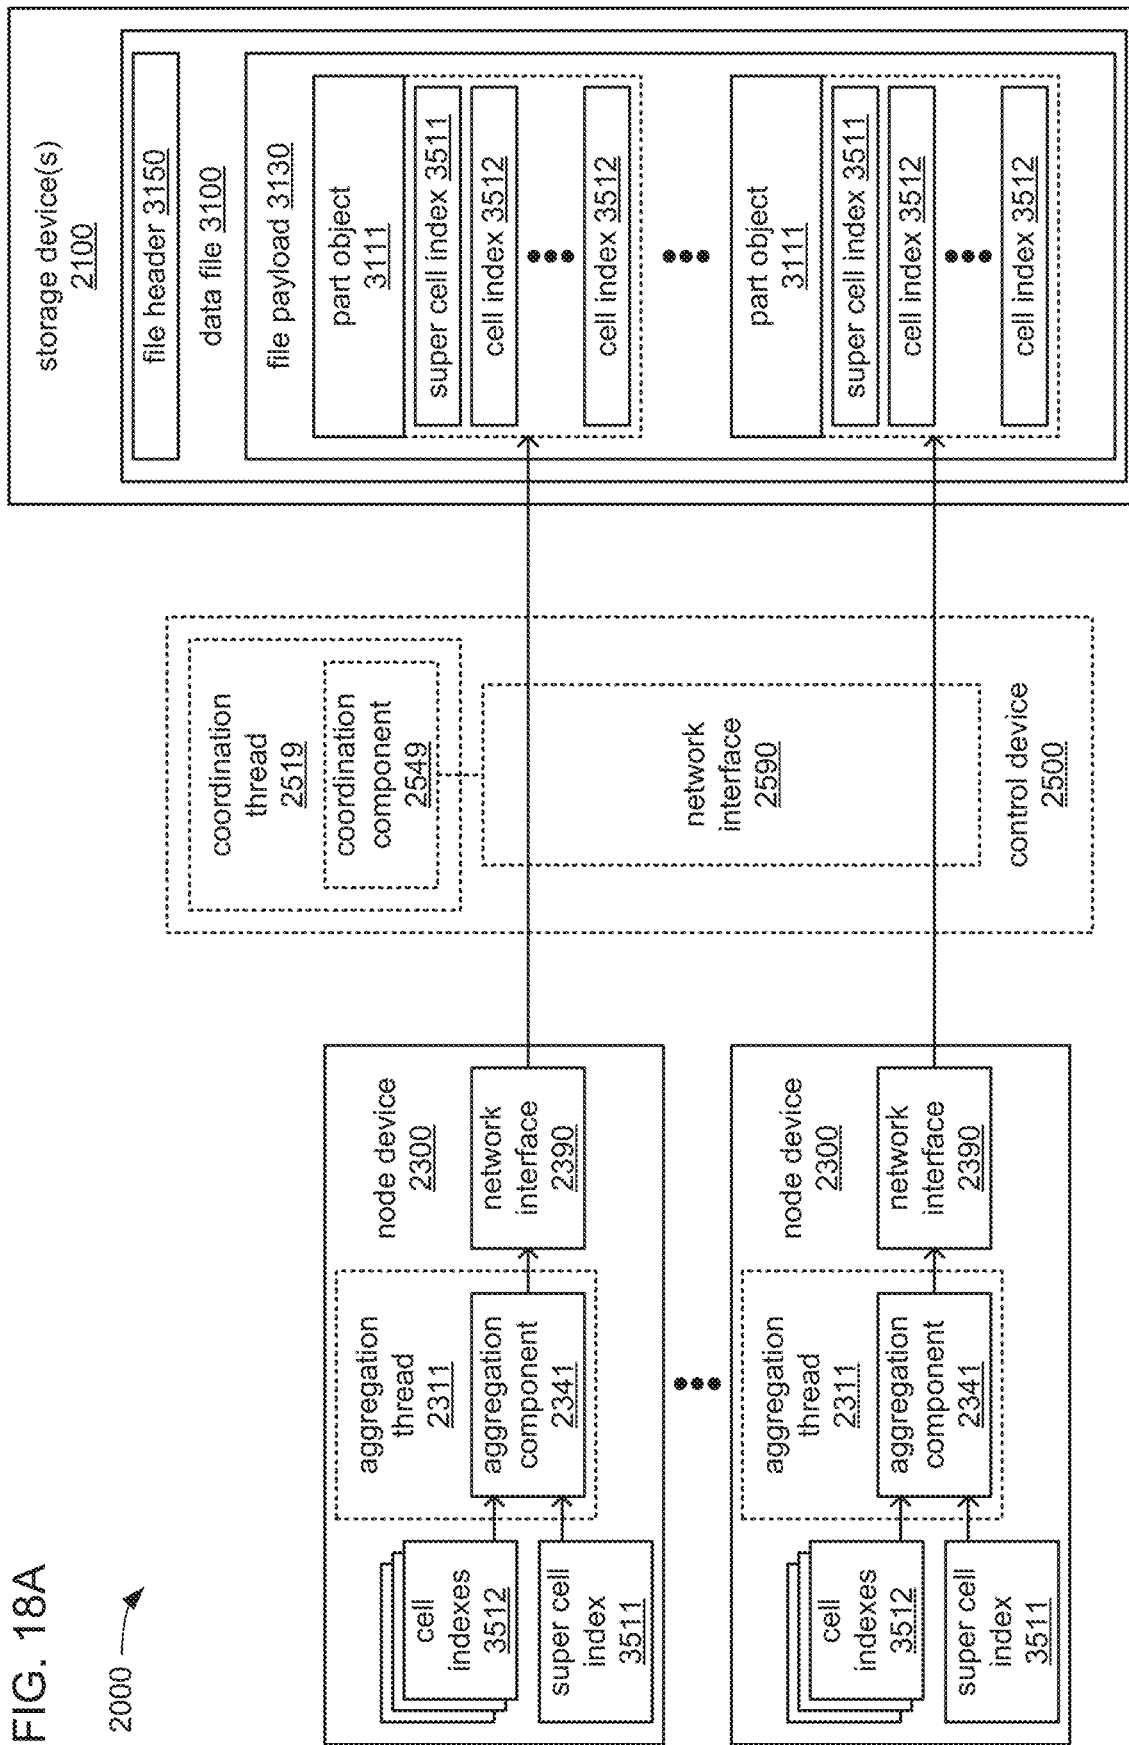 FIG. 18A
2000
cell
indexes
3512
super cell
index
3511
aggregation
thread
2311
aggregation
component
2341
node device
2300
network
interface
2390
cell
indexes
3512
super cell
index
3511
aggregation
thread
2311
aggregation
component
2341
node device
2300
network
interface
2390
coordination
thread
2519
coordination
component
2549
network
interface
2590
control device
2500
storage device(s)
2100
file header 3150
data file 3100
file payload 3130
part object
3111
super cell index 3511
cell index 3512
cell index 3512
part object
3111
super cell index 3511
cell index 3512
cell index 3512